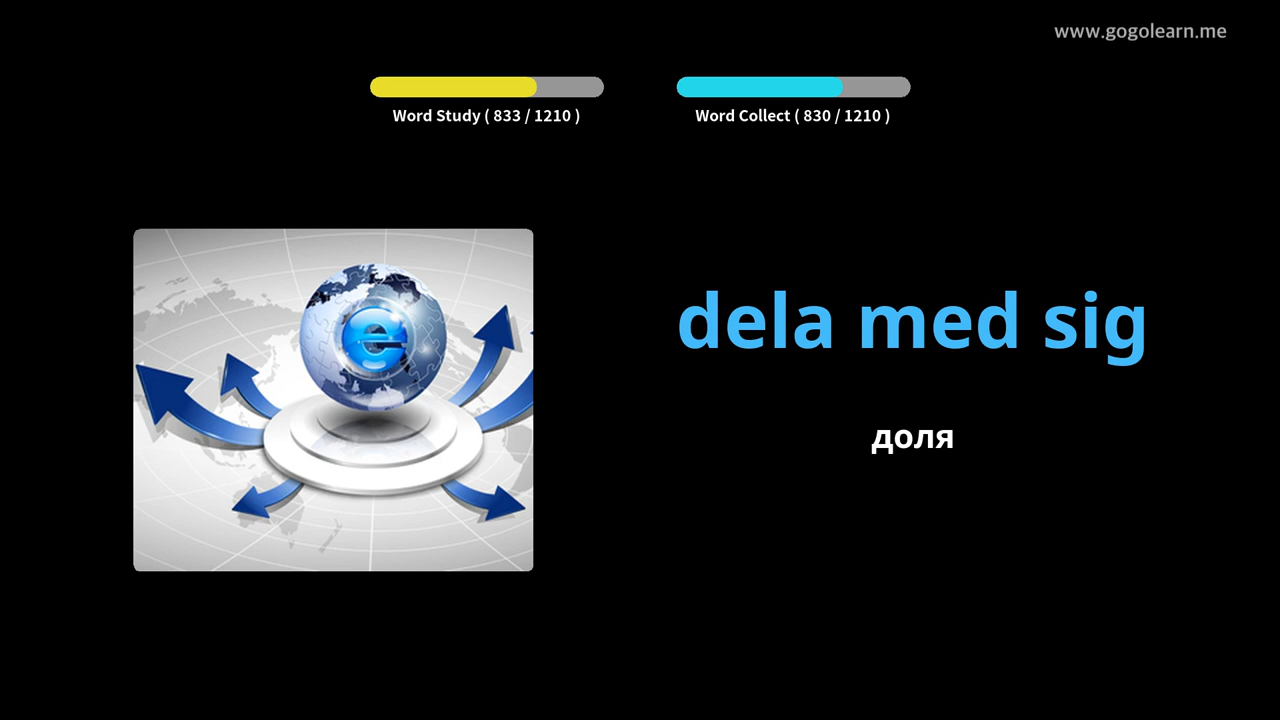 www.gogolearn.me
Word Study ( 833 / 1210 )
Word Collect ( 830 / 1210 )
e
dela med sig
доля